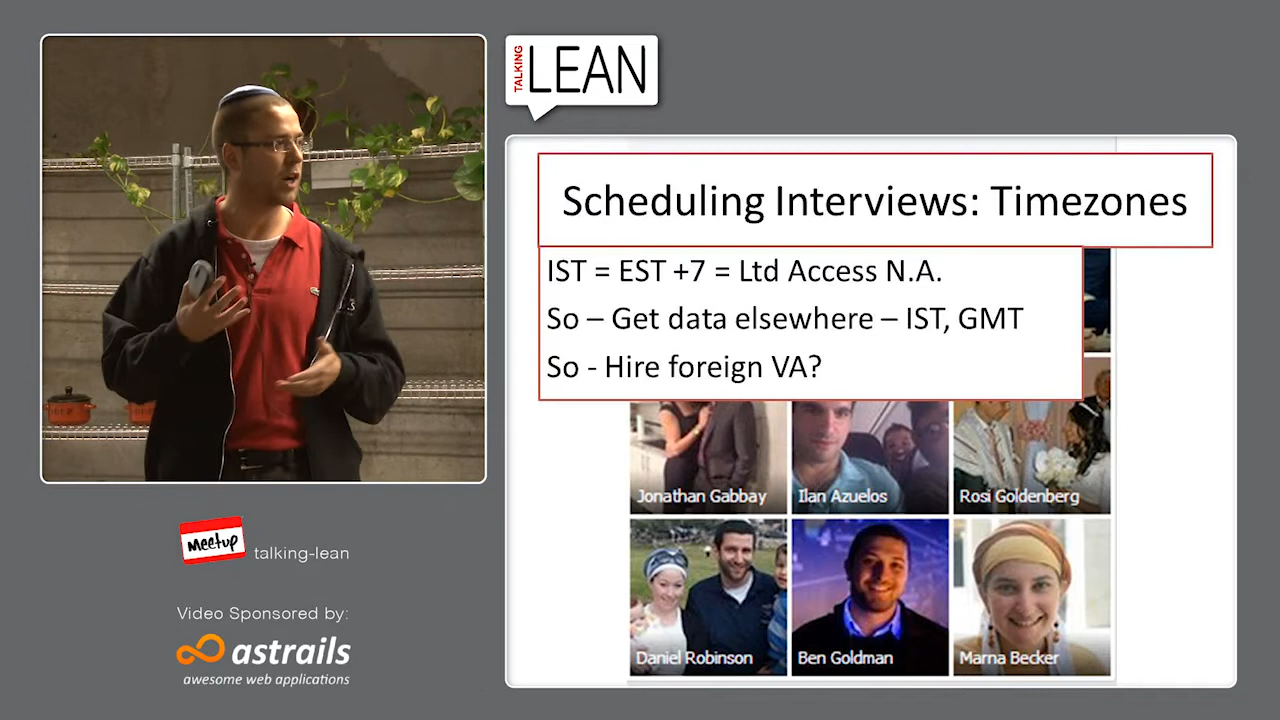 TALKING
LEAN
Scheduling Interviews: Timezones
IST = EST +7 = Ltd Access N.A.
So – Get data elsewhere – IST, GMT
So - Hire foreign VA?
Jonathan Gabbay
Ilan Azuelos
Rosi Goldenberg
Daniel Robinson
Ben Goldman
Marna Becker
meetup
talking-lean
Video Sponsored by:
astrails
awesome web applications